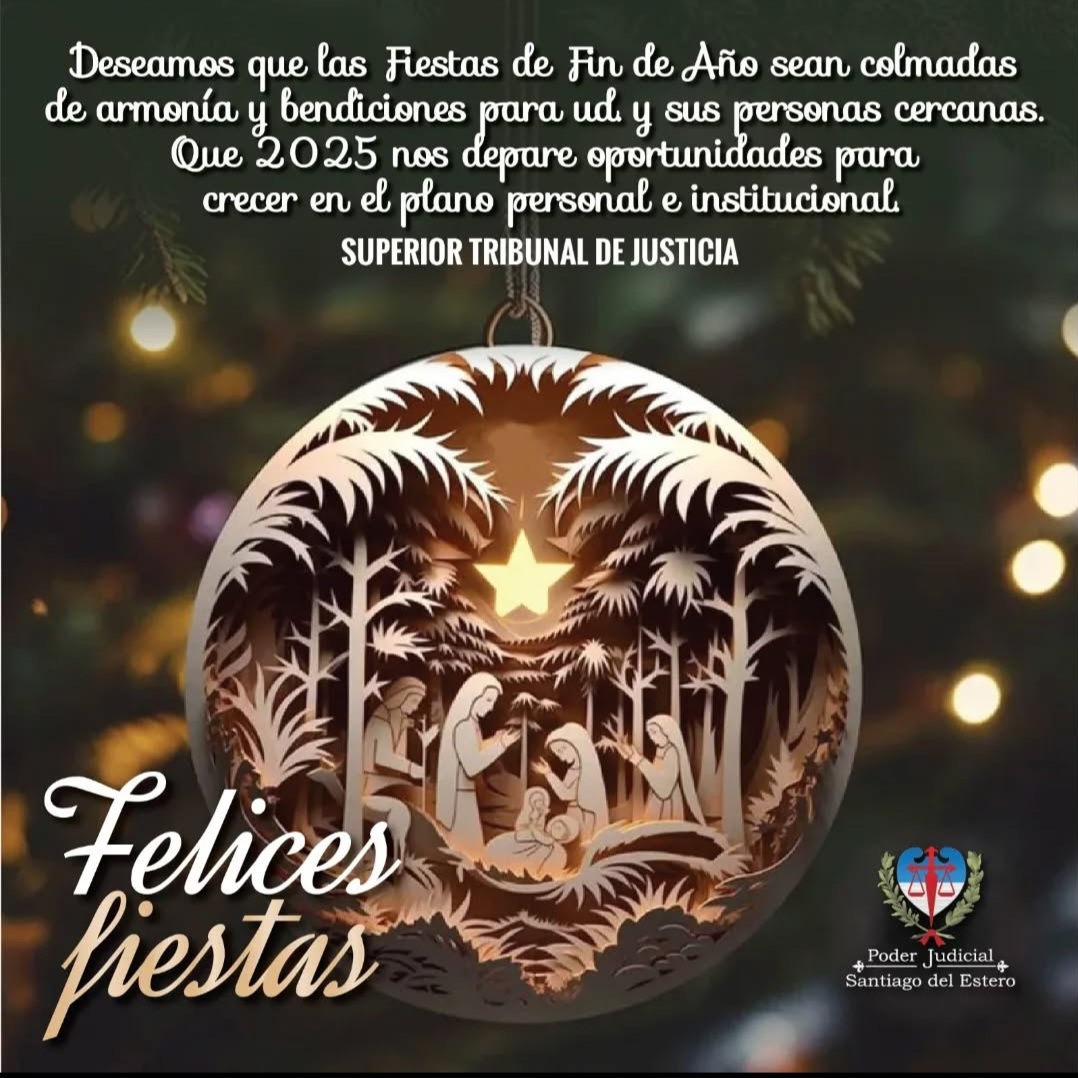 Deseamos que las Fiestas de Fin de Año sean colmadas
de armonía y bendiciones para ud. y sus personas cercanas.
Que 2025 nos depare oportunidades para
crecer en el plano personal e institucional.
SUPERIOR TRIBUNAL DE JUSTICIA
Felices
fiestas
Poder Judicial
Santiago del Estero